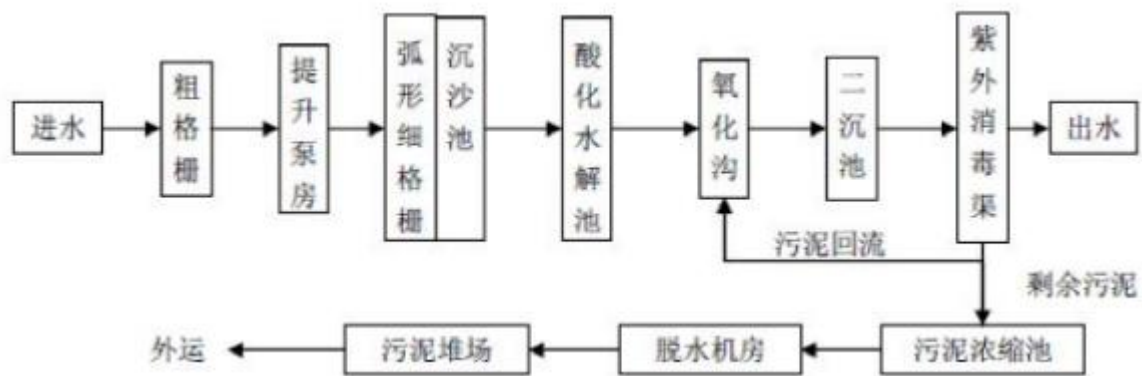 进水
粗格栅
提升泵房
弧形细格栅
沉沙池
酸化水解池
氧化沟
二沉池
紫外消毒渠
出水
污泥回流
剩余污泥
外运
污泥堆场
脱水机房
污泥浓缩池